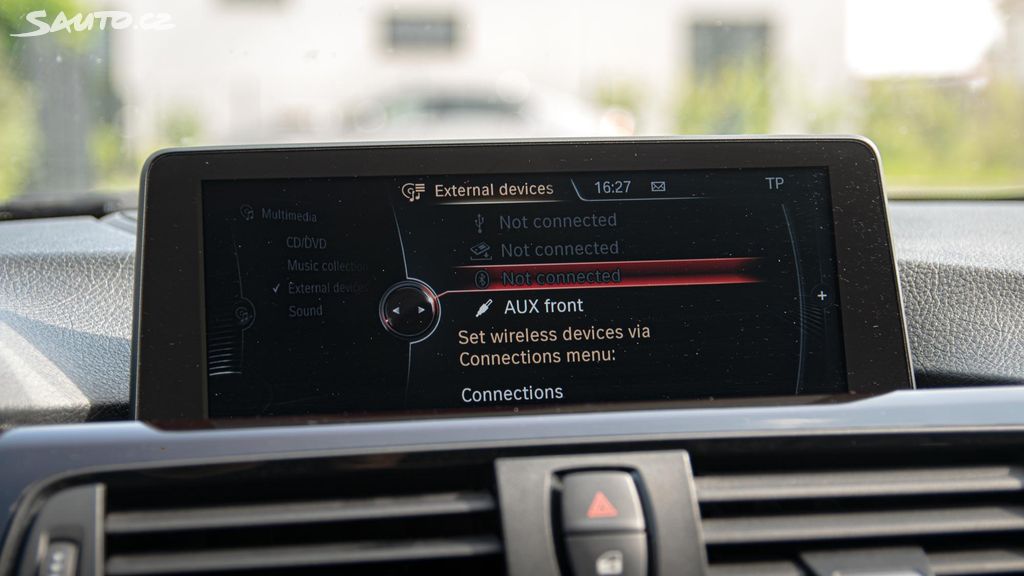 SAUTO.CZ
External devices 16:27 TP
Multimedia
CD/DVD
Music collection
External devices
Sound
Not connected
Not connected
Not connected
AUX front
Set wireless devices via
Connections menu:
Connections